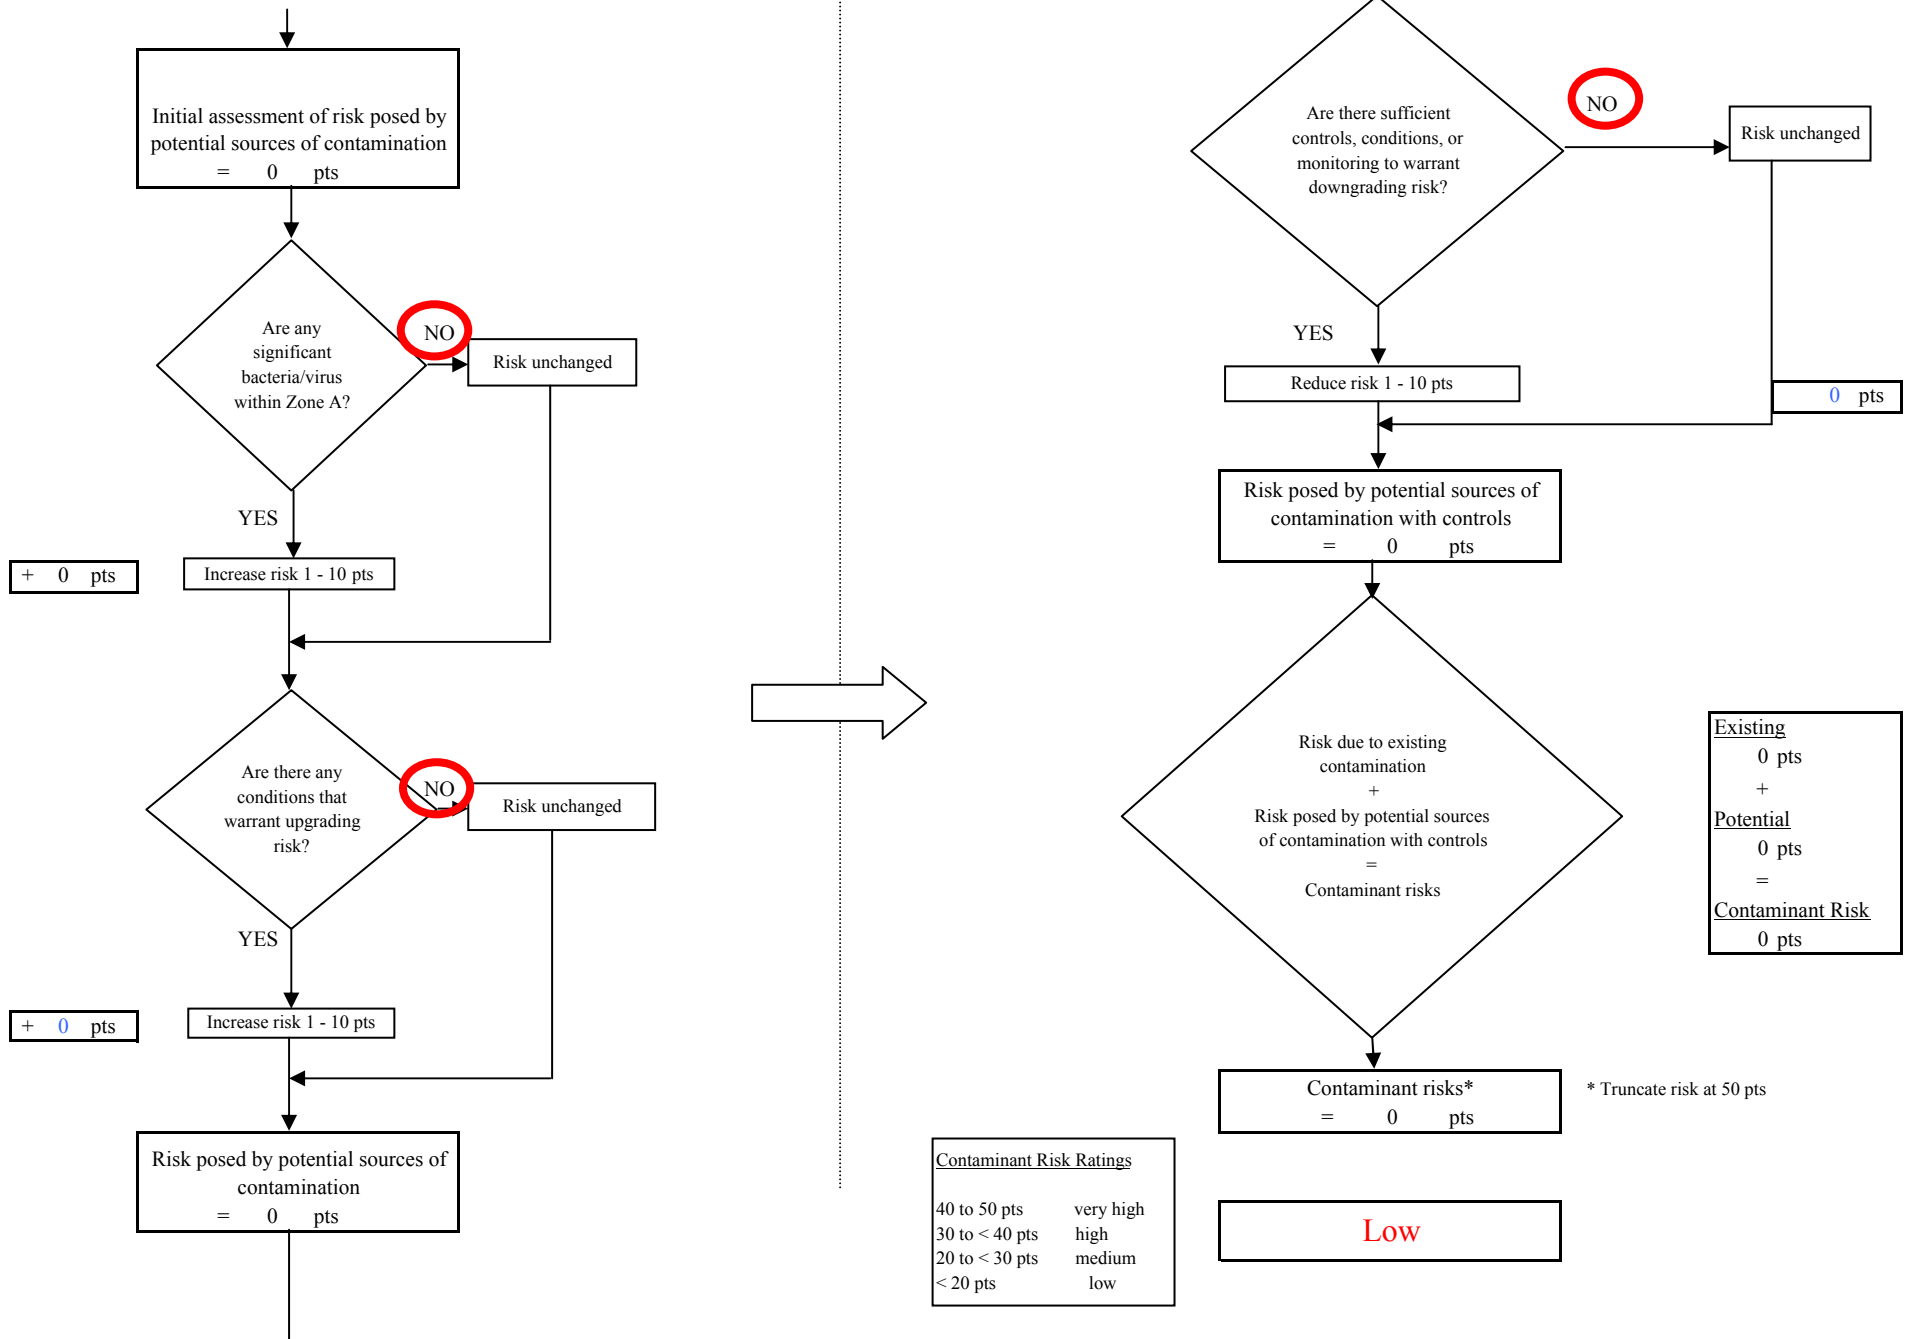 Initial assessment of risk posed by
potential sources of contamination
= 0 pts
Are any
significant
bacteria/virus
within Zone A?
NO
Risk unchanged
YES
+ 0 pts
Increase risk 1 - 10 pts
Are there any
conditions that
warrant upgrading
risk?
NO
Risk unchanged
YES
+ 0 pts
Increase risk 1 - 10 pts
Risk posed by potential sources of
contamination
= 0 pts
Are there sufficient
controls, conditions, or
monitoring to warrant
downgrading risk?
NO
Risk unchanged
YES
Reduce risk 1 - 10 pts
0 pts
Risk posed by potential sources of
contamination with controls
= 0 pts
Risk due to existing
contamination
+
Risk posed by potential sources
of contamination with controls
=
Contaminant risks
Existing
0 pts
+
Potential
0 pts
=
Contaminant Risk
0 pts
Contaminant risks*
= 0 pts
* Truncate risk at 50 pts
Contaminant Risk Ratings
40 to 50 pts very high
30 to < 40 pts high
20 to < 30 pts medium
< 20 pts low
Low